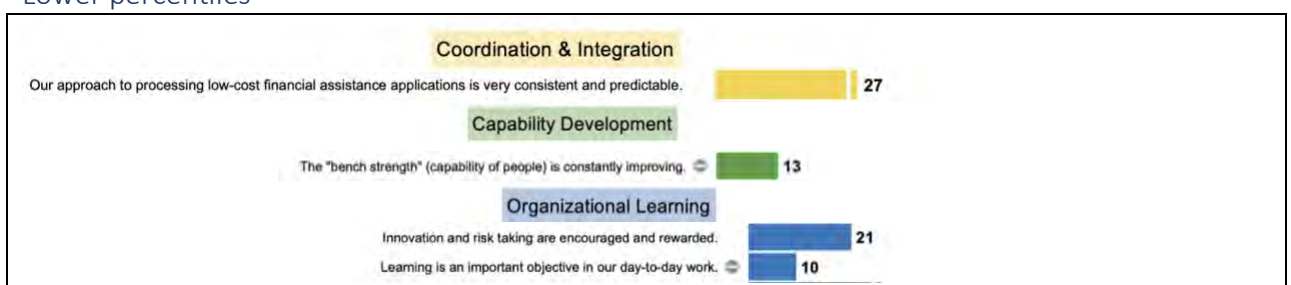 Lower percentiles
Coordination & Integration
Our approach to processing low-cost financial assistance applications is very consistent and predictable. 27
Capability Development
The "bench strength" (capability of people) is constantly improving. 13
Organizational Learning
Innovation and risk taking are encouraged and rewarded. 21
Learning is an important objective in our day-to-day work. 10